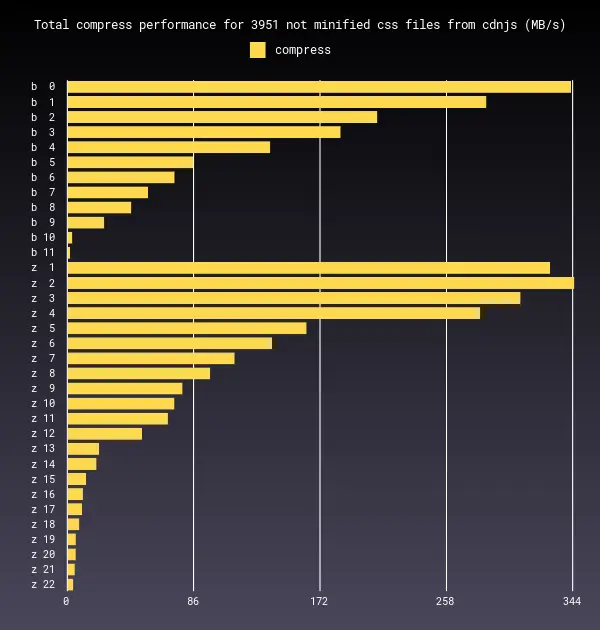 Total compress performance for 3951 not minified css files from cdnjs (MB/s)
compress
b 0
b 1
b 2
b 3
b 4
b 5
b 6
b 7
b 8
b 9
b 10
b 11
z 1
z 2
z 3
z 4
z 5
z 6
z 7
z 8
z 9
z 10
z 11
z 12
z 13
z 14
z 15
z 16
z 17
z 18
z 19
z 20
z 21
z 22
0 86 172 258 344